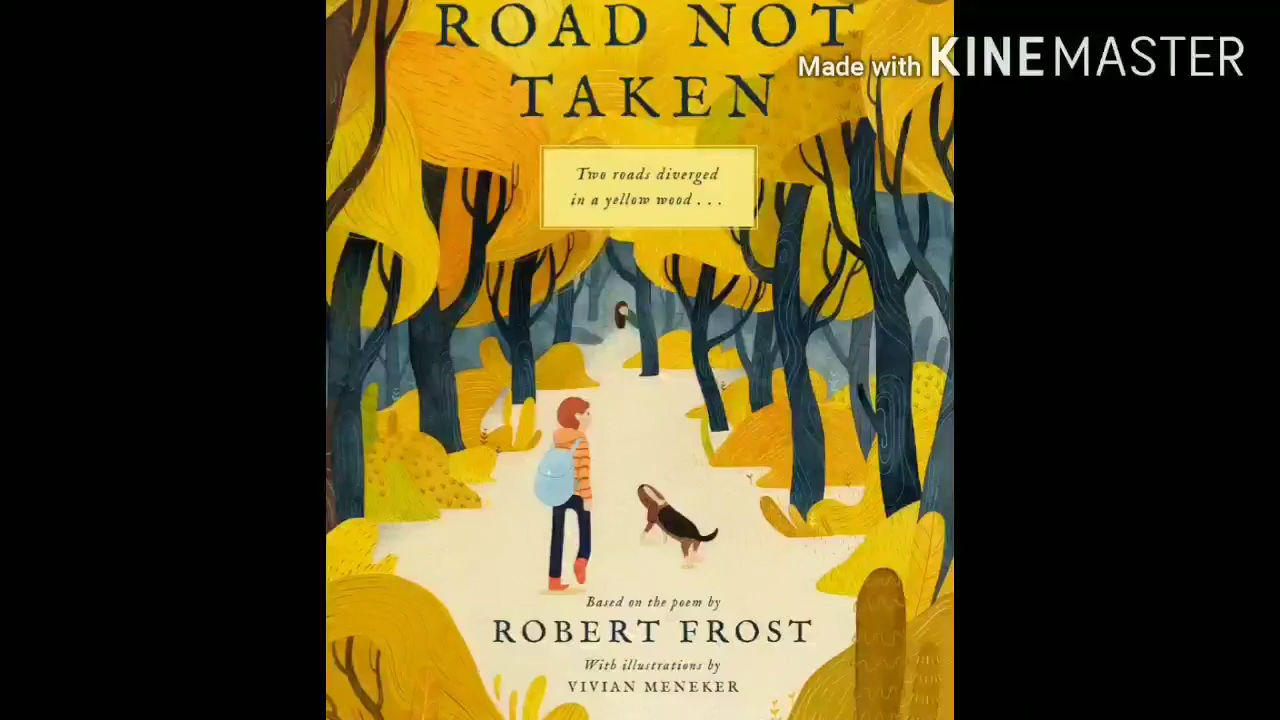 ROAD NOT
TAKEN
Made with KINEMASTER
Two roads diverged
in a yellow wood . . .
Based on the poem by
ROBERT FROST
With illustrations by
VIVIAN MENEKER